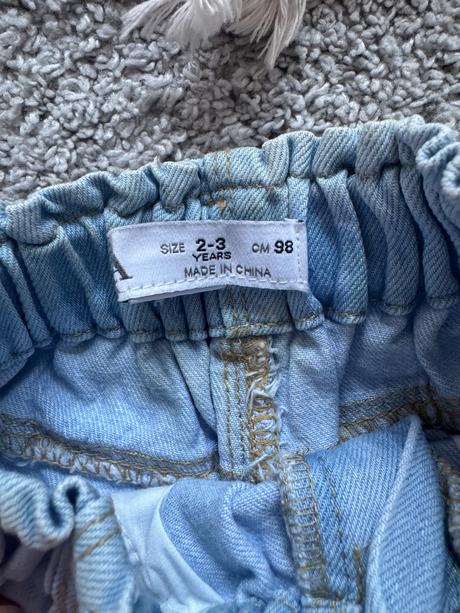 A
SIZE 2-3 CM 98
YEARS
MADE IN CHINA